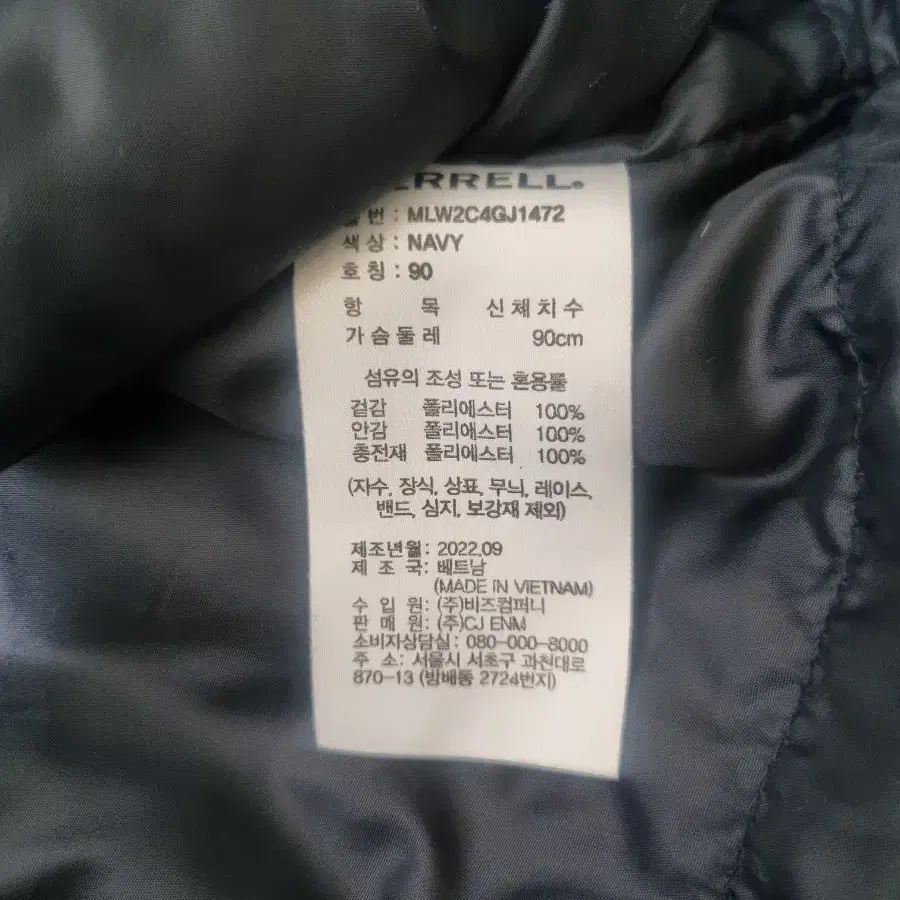 ERRELL.
번 : MLW2C4GJ1472
색 상 : NAVY
호 칭 : 90
항 목 신 체 치 수
가 슴 둘 레 90cm
섬유의 조성 또는 혼용률
겉감 폴리에스터 100%
안감 폴리에스터 100%
충전재 폴리에스터 100%
(자수, 장식, 상표, 무늬, 레이스,
밴드, 심지, 보강재 제외)
제조년월: 2022.09
제 조 국: 베트남
(MADE IN VIETNAM)
수 입 원: (주)비즈컴퍼니
판 매 원: (주)CJ ENM
소비자상담실: 080-000-8000
주 소: 서울시 서초구 과천대로
870-13 (방배동 2724번지)